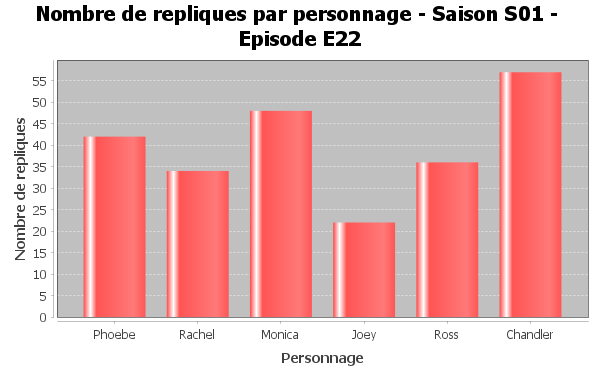 Nombre de repliques par personnage - Saison S01 -
Episode E22
Nombre de repliques
55
50
45
40
35
30
25
20
15
10
5
0
Phoebe Rachel Monica Joey Ross Chandler
Personnage